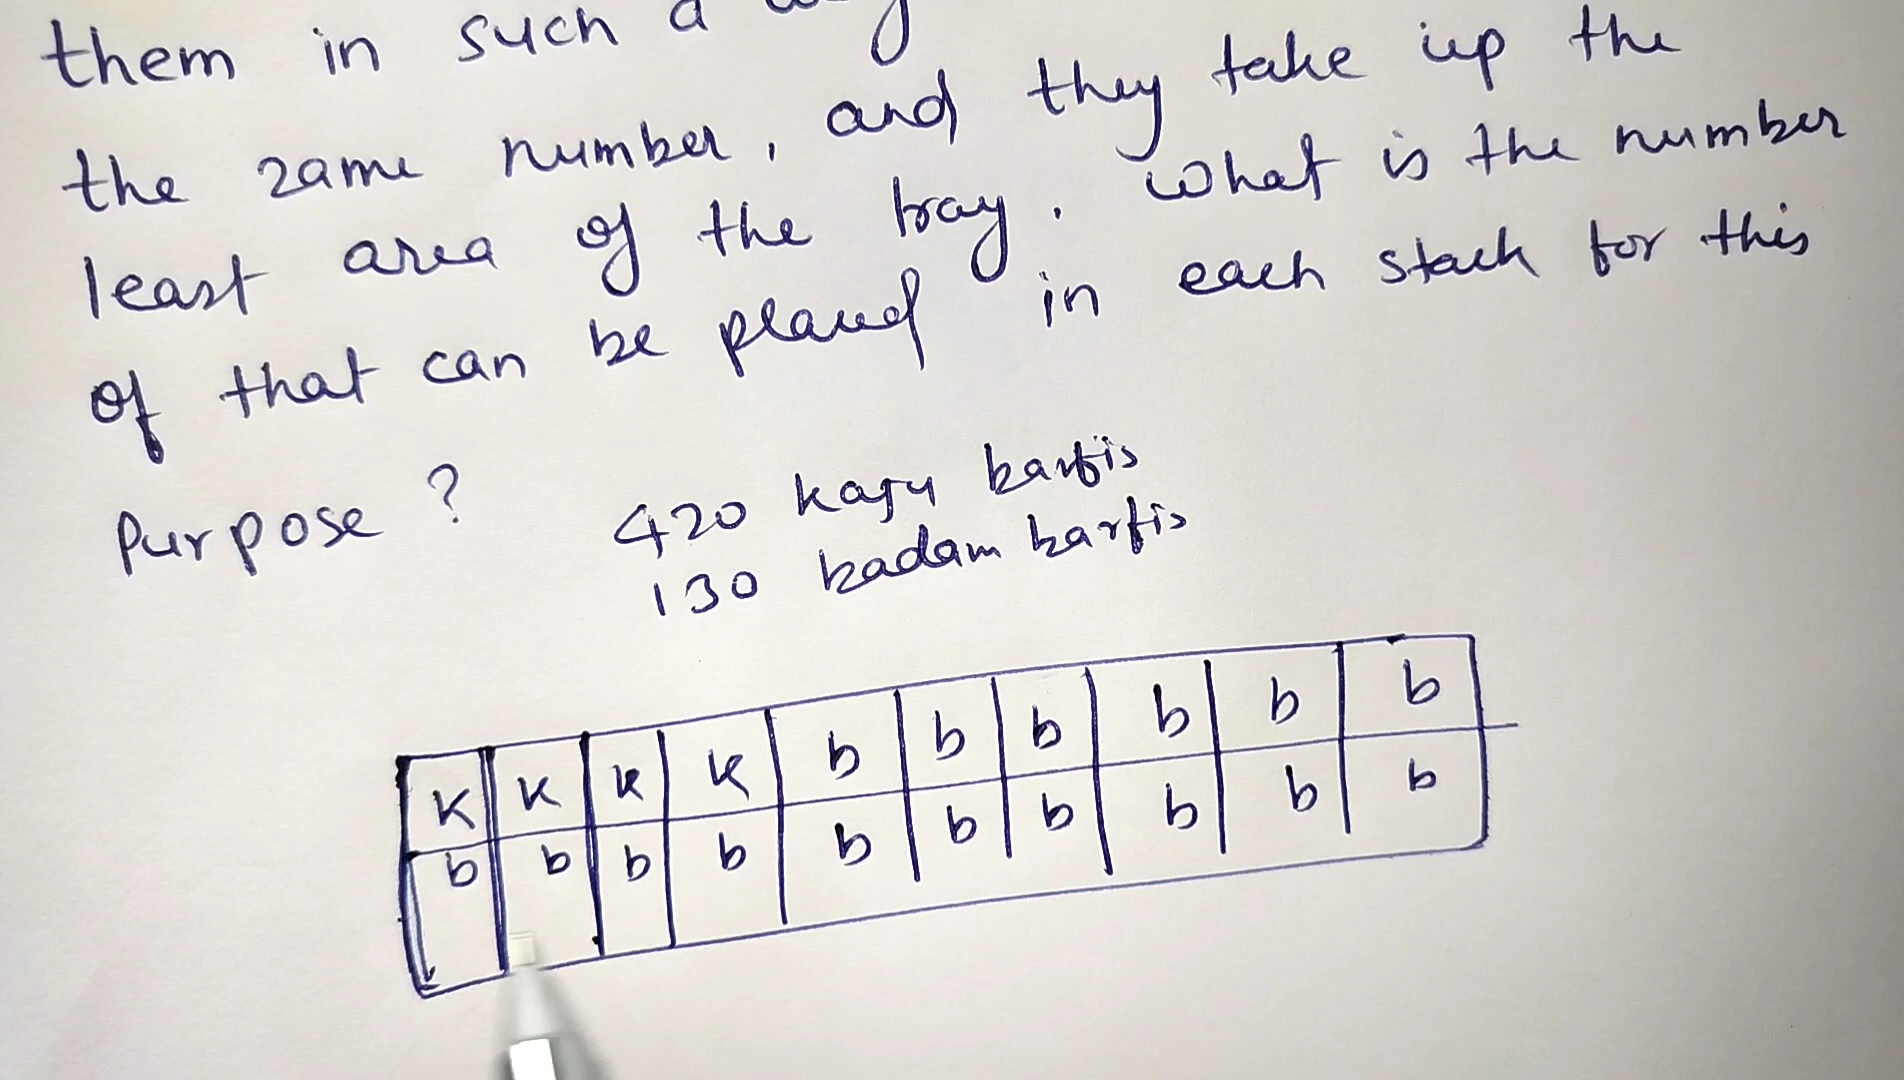 them in such a way
the same number, and they take up the
least area of the tray. What is the number
of that can be placed in each stack for this
Purpose ?
420 kaju barfis
130 badam barfis
K K K K b b b b b b
b b b b b b b b b b